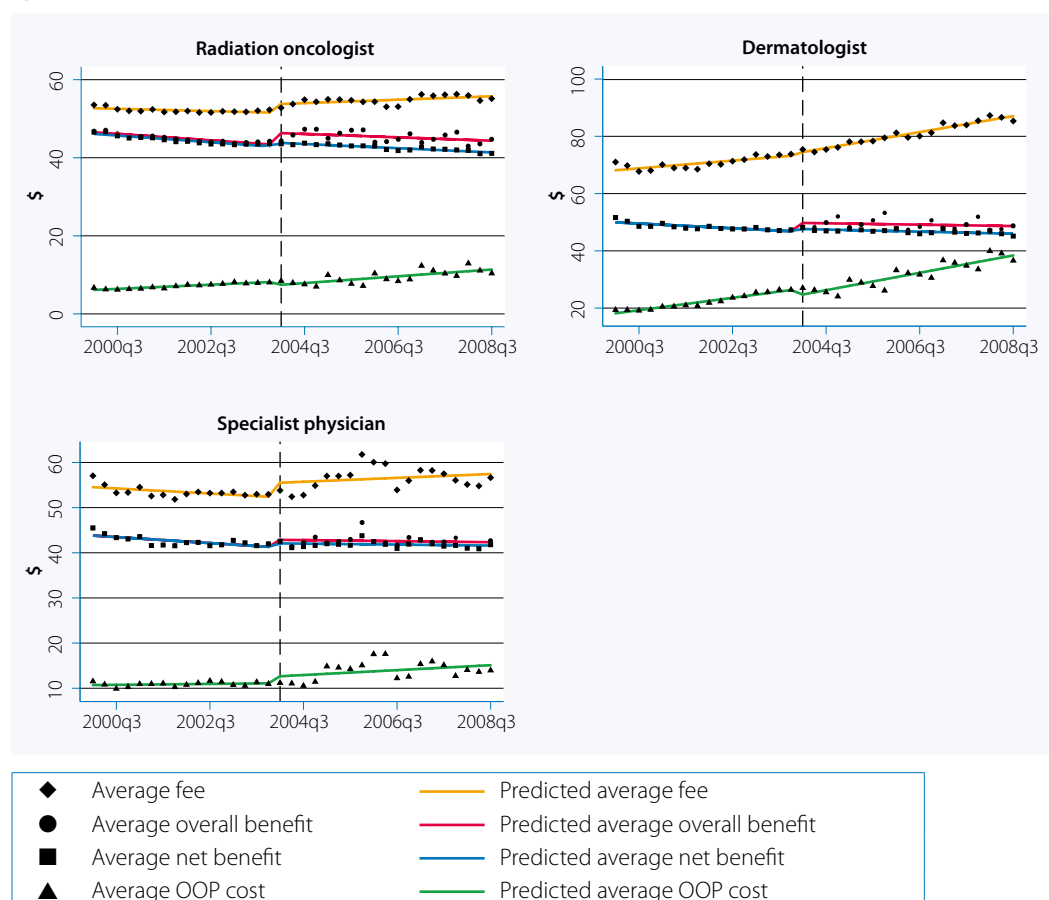 Radiation oncologist
60
40
20
0
$
2000q3 2002q3 2004q3 2006q3 2008q3
Dermatologist
100
80
60
40
20
2000q3 2002q3 2004q3 2006q3 2008q3
Specialist physician
60
50
40
30
20
10
$
2000q3 2002q3 2004q3 2006q3 2008q3
Average fee Predicted average fee
Average overall benefit Predicted average overall benefit
Average net benefit Predicted average net benefit
Average OOP cost Predicted average OOP cost